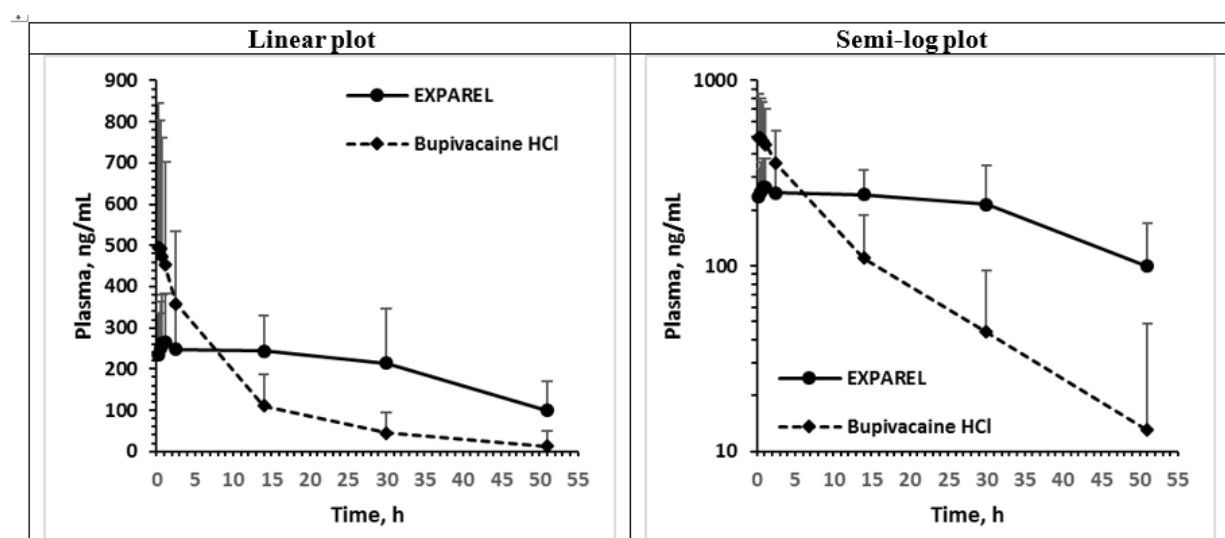 Linear plot
Semi-log plot
900
800
700
600
500
400
300
200
100
0
Plasma, ng/mL
EXPAREL
Bupivacaine HCl
0 5 10 15 20 25 30 35 40 45 50 55
Time, h
1000
100
10
Plasma, ng/mL
EXPAREL
Bupivacaine HCl
0 5 10 15 20 25 30 35 40 45 50 55
Time, h